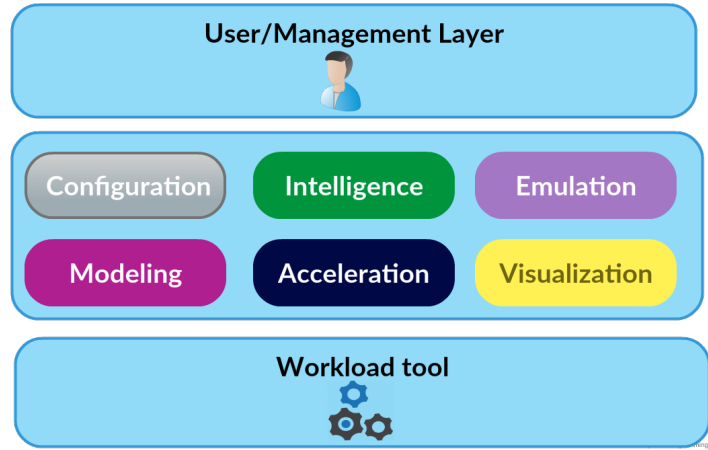 User/Management Layer
Configuration Intelligence Emulation
Modeling Acceleration Visualization
Workload tool